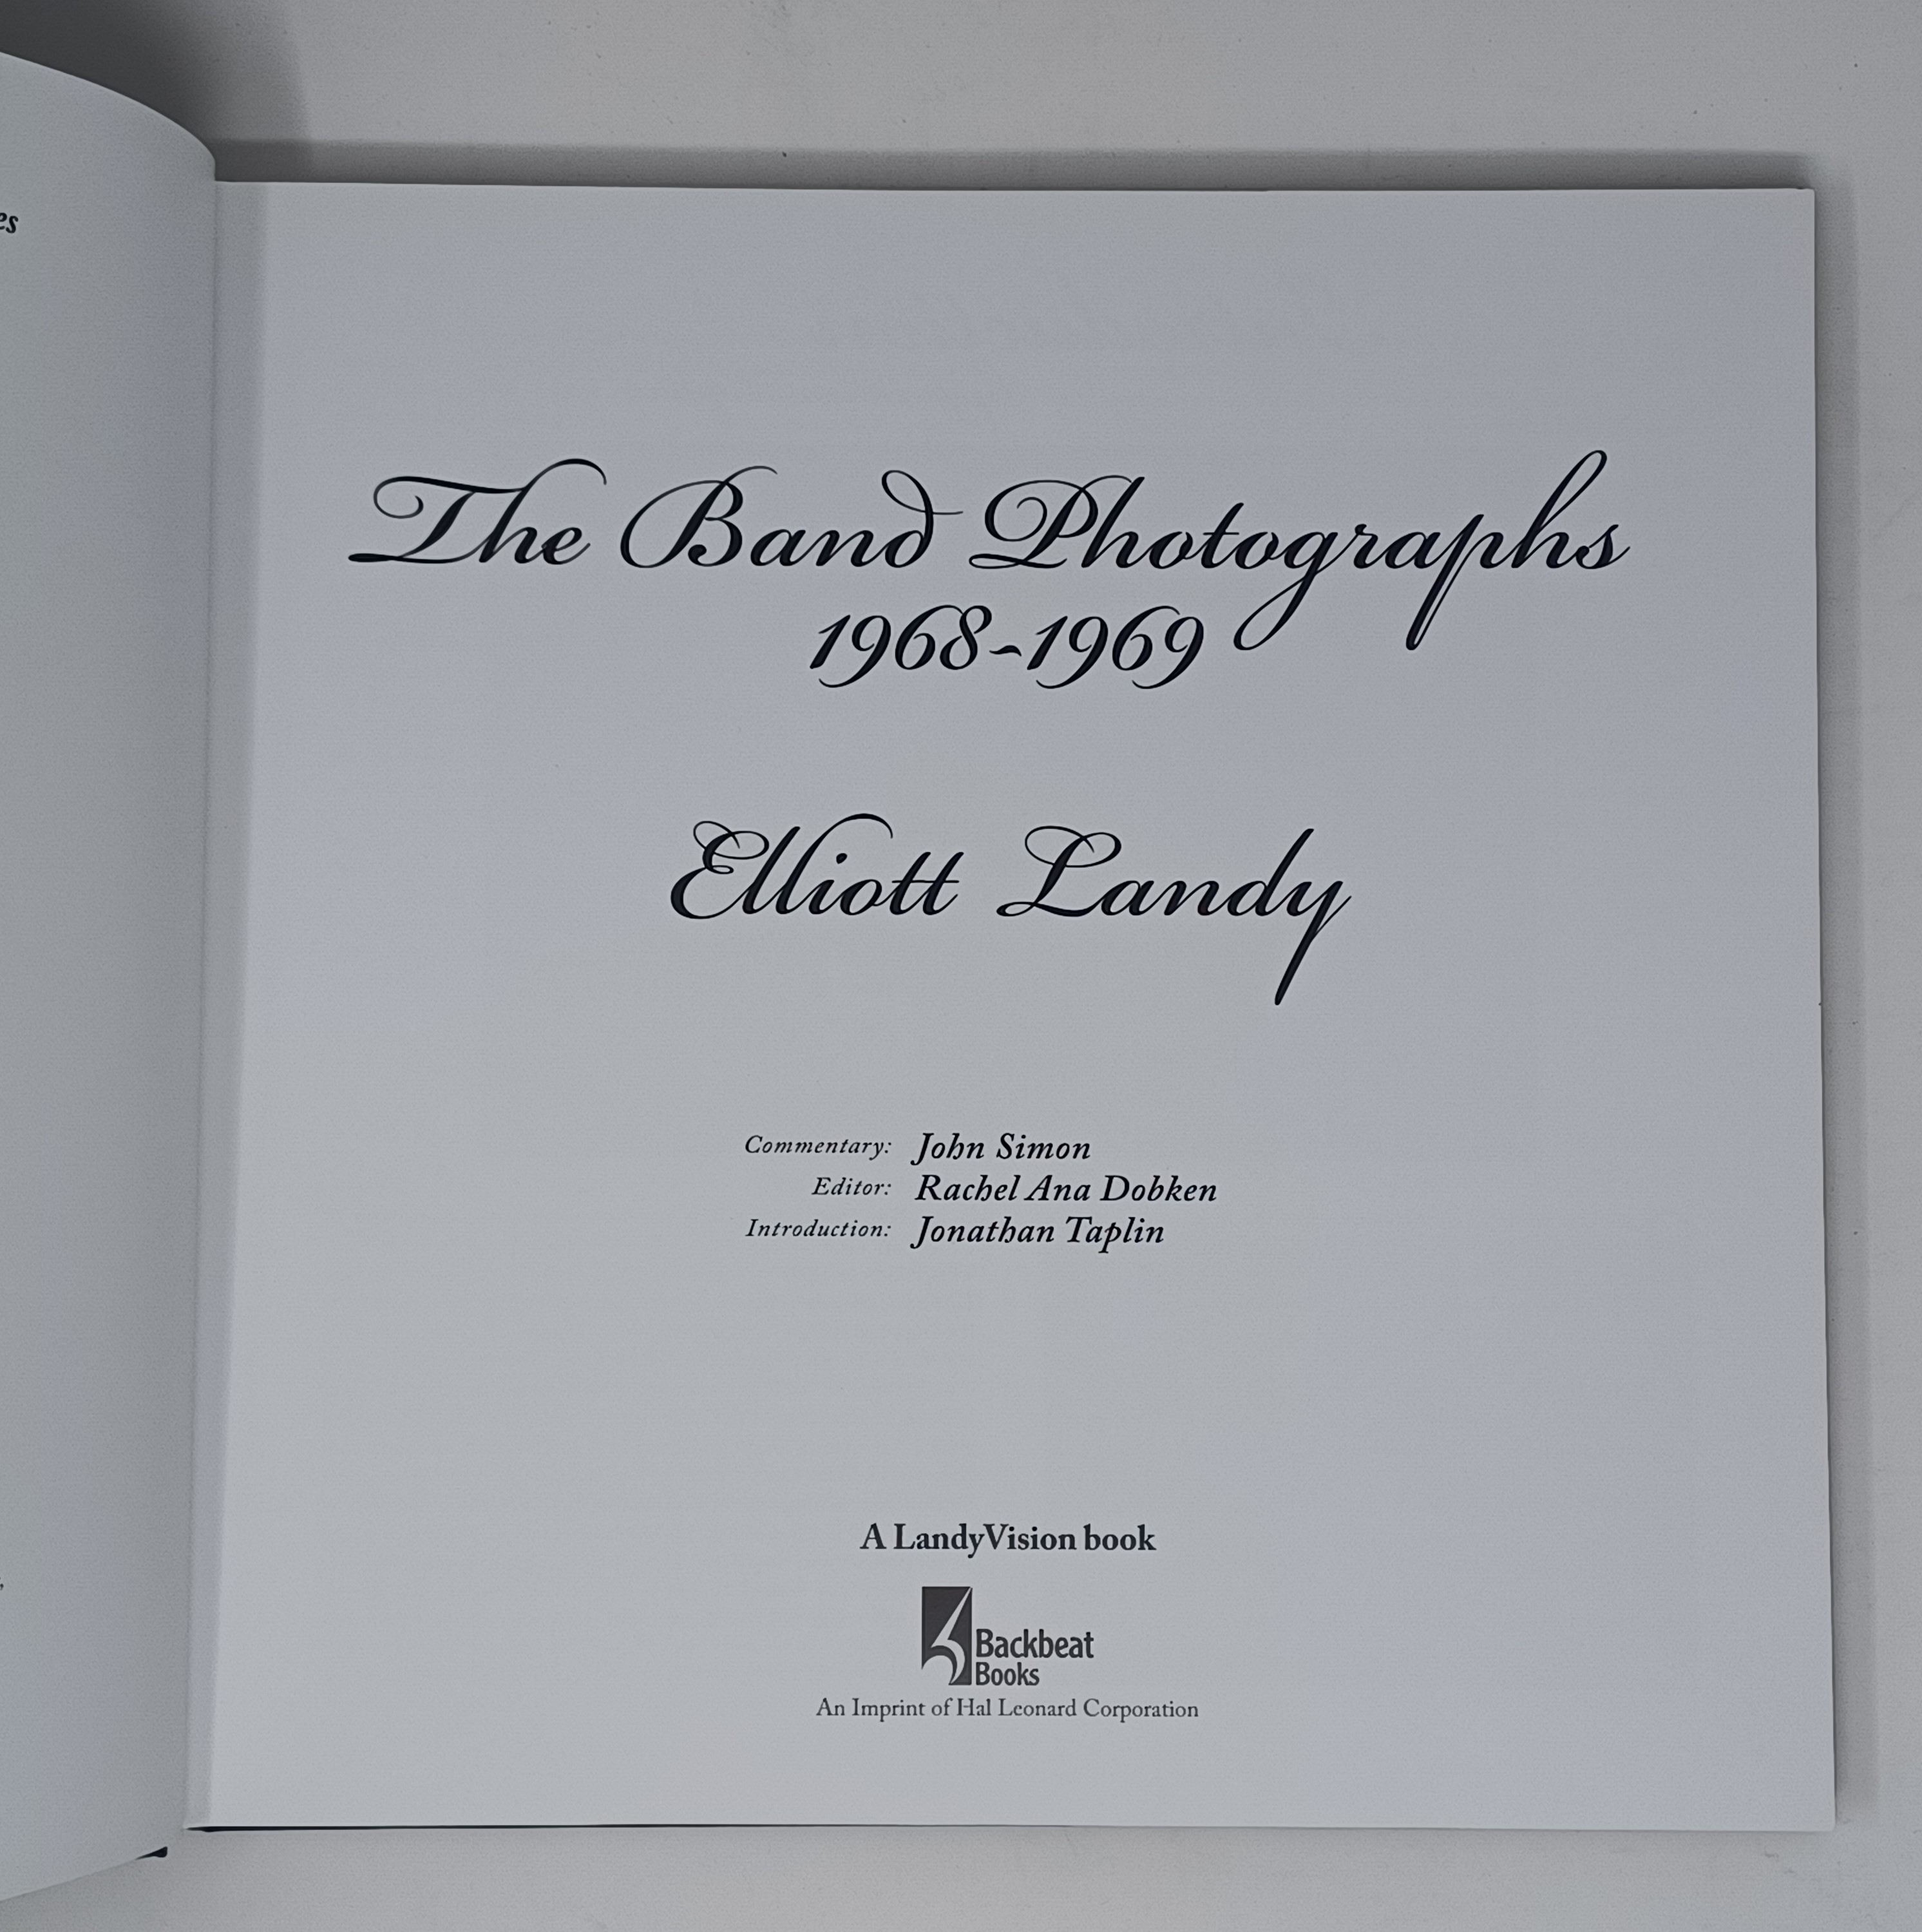 es
The Band Photographs
1968-1969
Elliott Landy
Commentary: John Simon
Editor: Rachel Ana Dobken
Introduction: Jonathan Taplin
A LandyVision book
Backbeat
Books
An Imprint of Hal Leonard Corporation